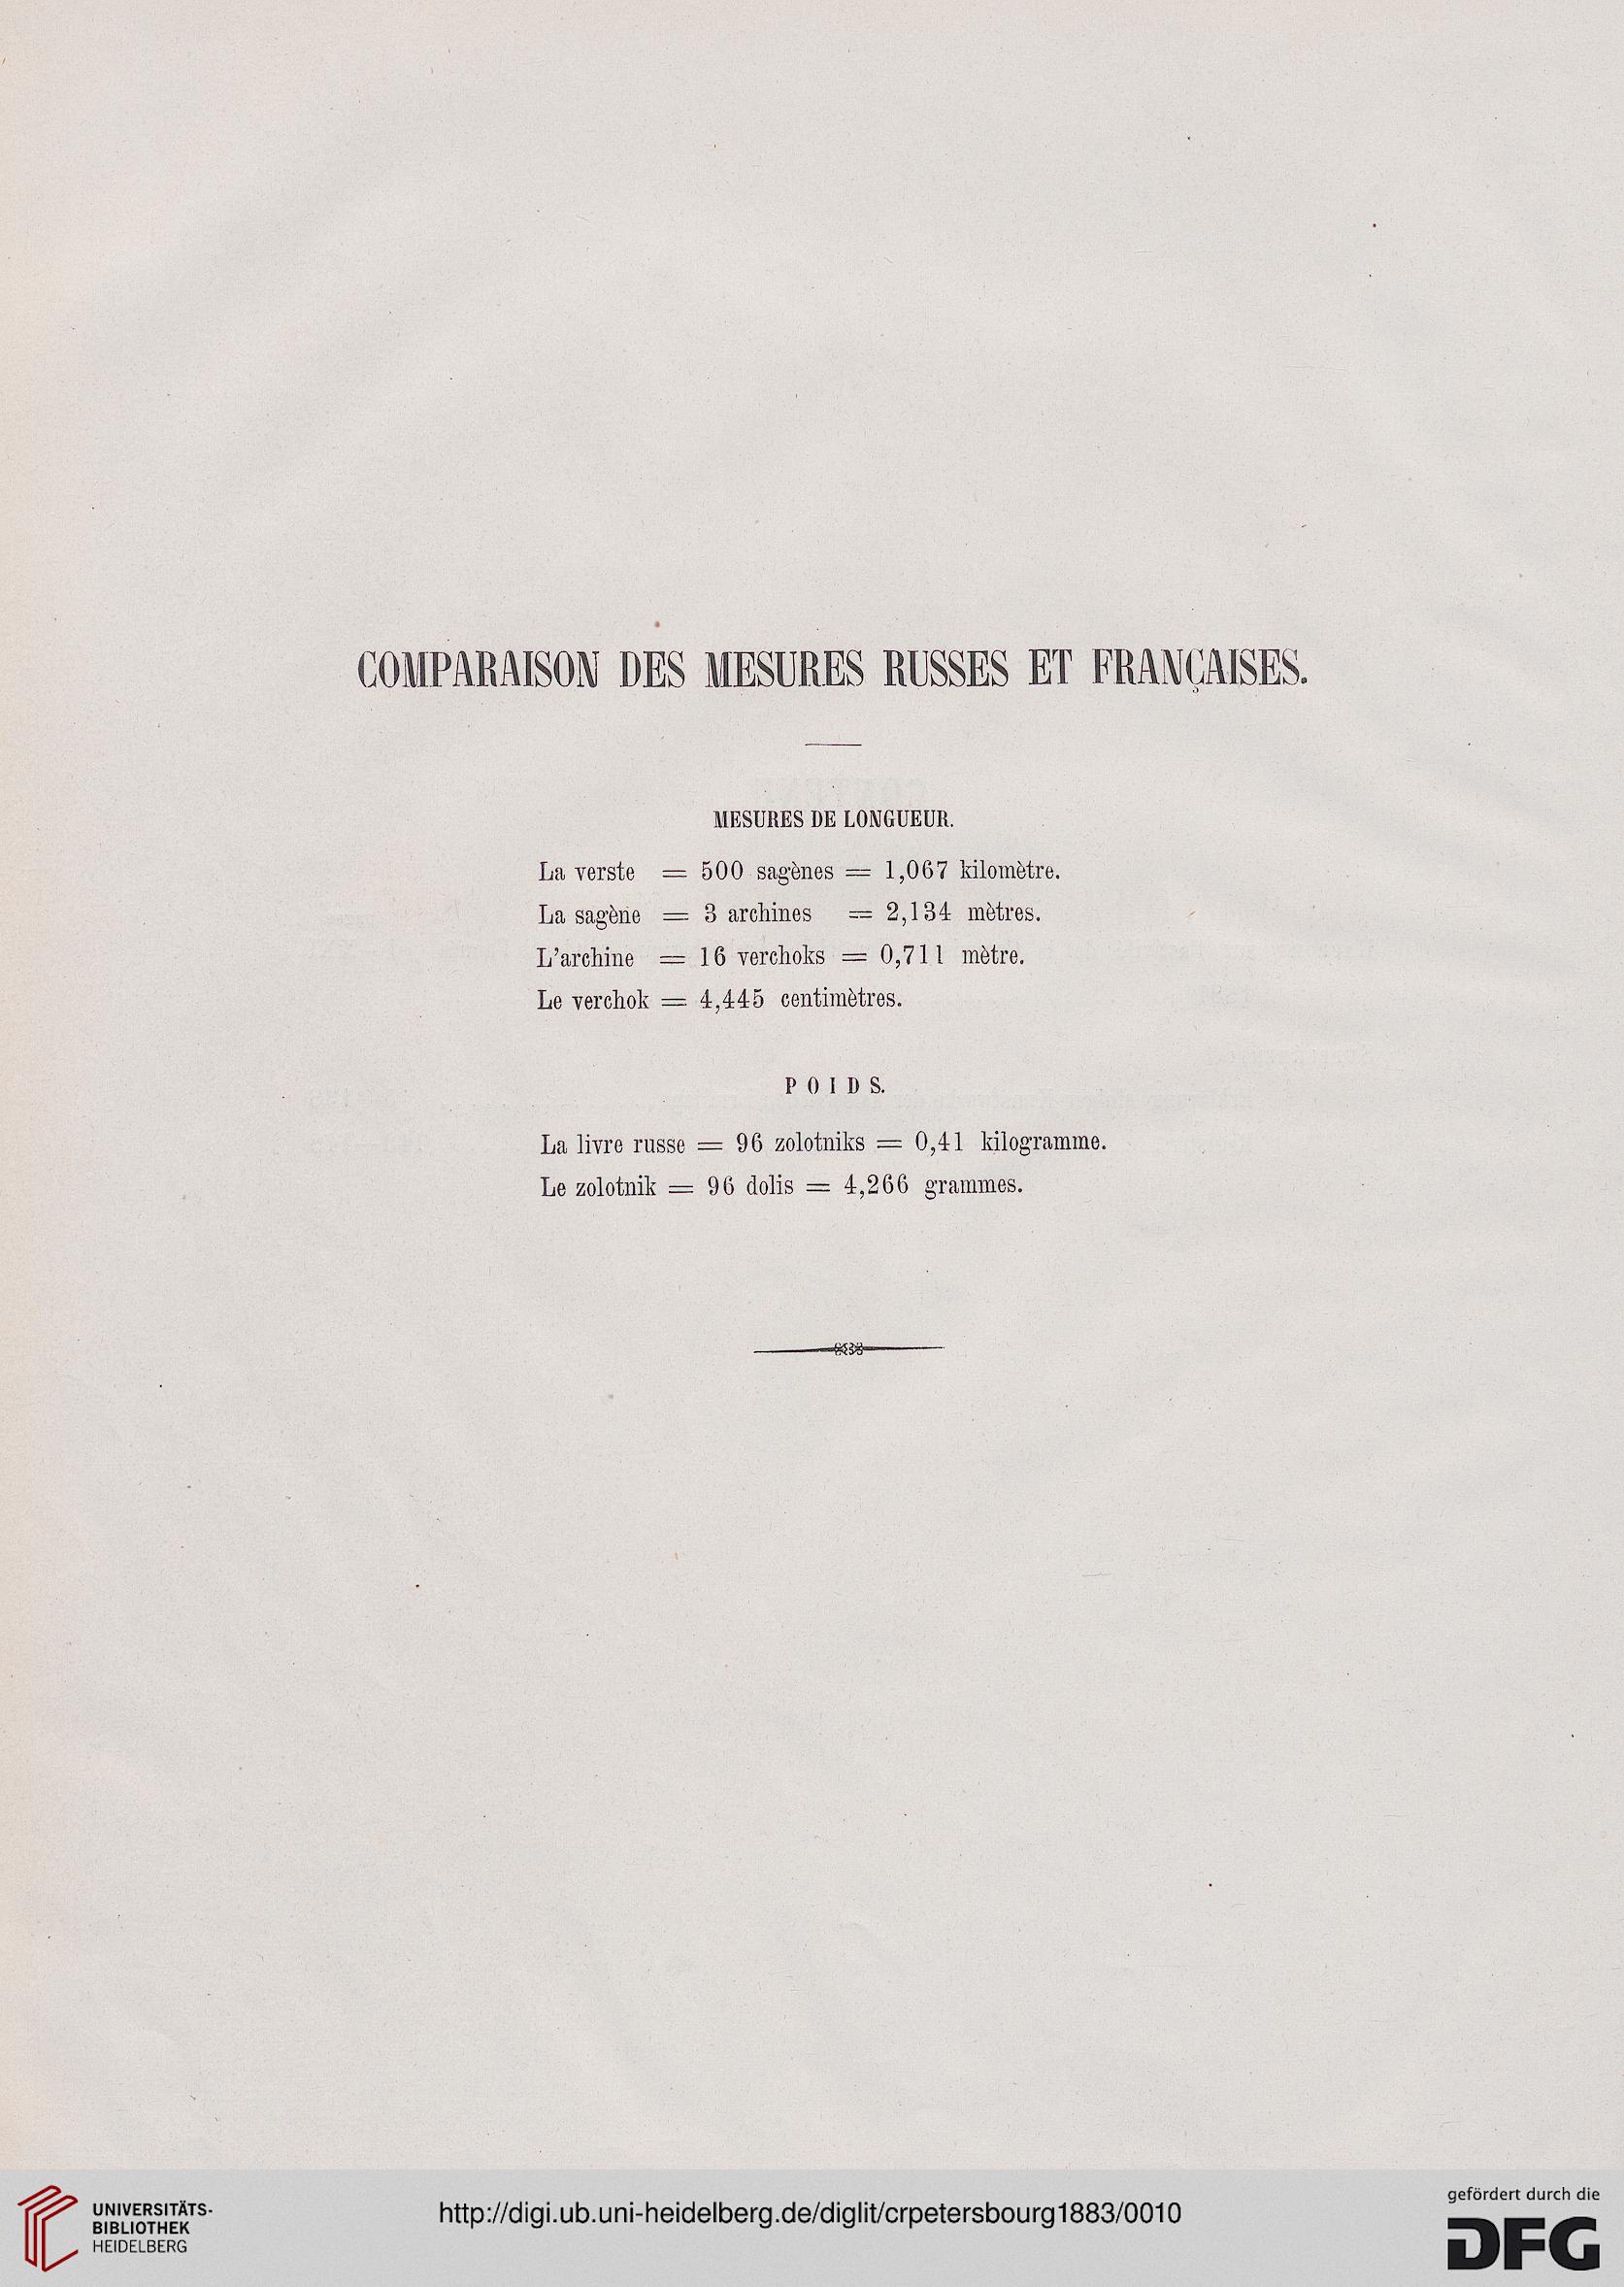 COMPARAISON DES MESURES RUSSES ET FRANÇAISES.
MESURES DE LONGUEUR.
La verste = 500 sagènes = 1,067 kilomètre.
La sagène = 3 archines = 2,134 mètres.
L'archine = 16 verchoks = 0,711 mètre.
Le verchok = 4,445 centimètres.
POIDS.
La livre russe = 96 zolotniks = 0,41 kilogramme.
Le zolotnik = 96 dolis = 4,266 grammes.
UNIVERSITÄTS-
BIBLIOTHEK
HEIDELBERG
http://digi.ub.uni-heidelberg.de/diglit/crpetersbourg1883/0010
gefördert durch die
DFG